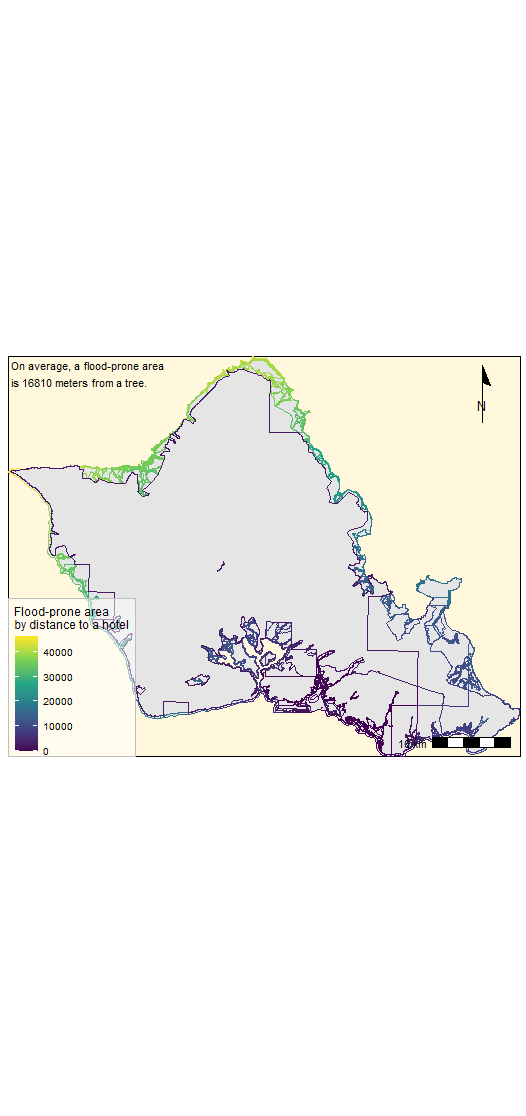 On average, a flood-prone area
is 16810 meters from a tree.
N
Flood-prone area
by distance to a hotel
40000
30000
20000
10000
0
10 km